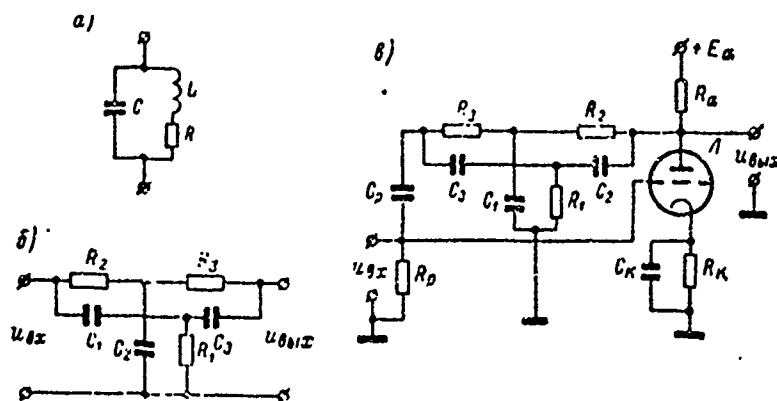 а)
C
L
R
б)
R₂
R₃
C₁
C₂
R₁
C₃
uвх
uвых
в)
+ Eа
Rа
R₃
R₂
Л
uвых
C₃
C₂
Cр
C₁
R₁
uвх
Rр
Cк
Rк